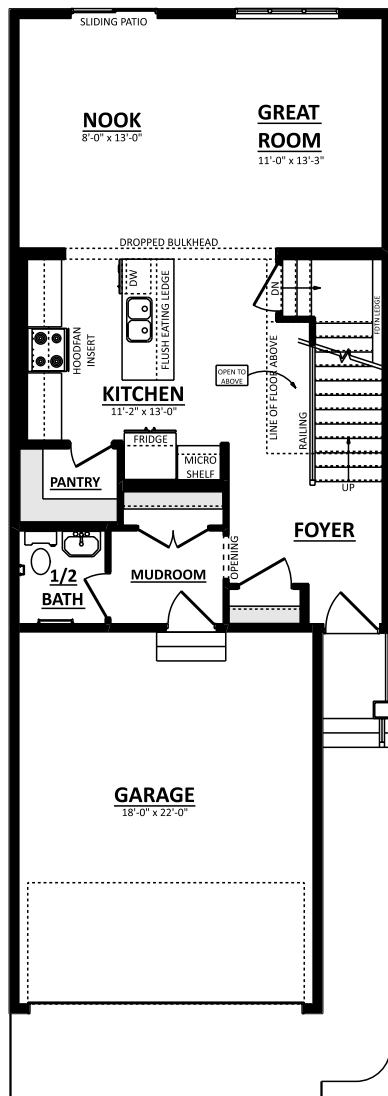 SLIDING PATIO
NOOK
8'-0" x 13'-0"
GREAT
ROOM
11'-0" x 13'-3"
DROPPED BULKHEAD
DW
FLUSH EATING LEDGE
DN
FDTN LEDGE
HOODFAN
INSERT
OPEN TO
ABOVE
LINE OF FLOOR ABOVE
RAILING
KITCHEN
11'-2" x 13'-0"
FRIDGE
MICRO
SHELF
PANTRY
UP
FOYER
OPENING
1/2
BATH
MUDROOM
GARAGE
18'-0" x 22'-0"